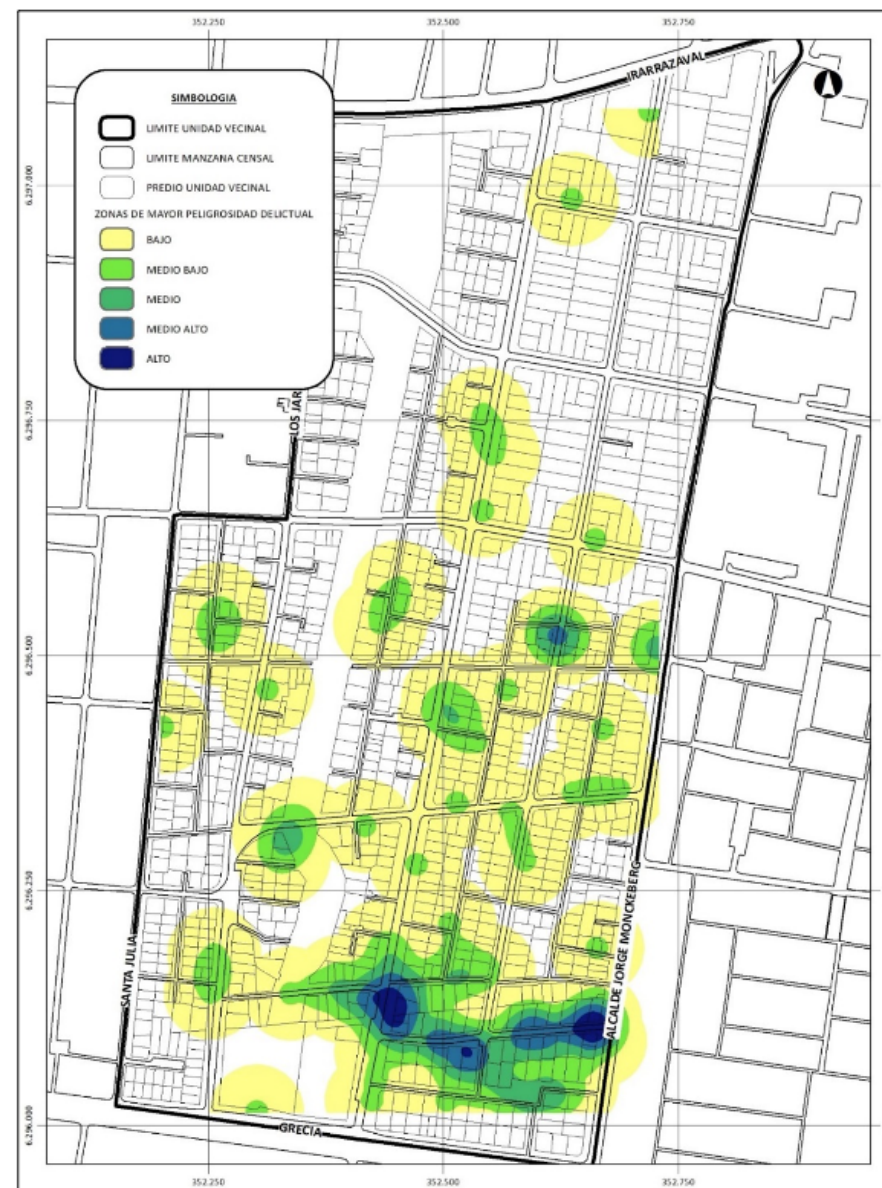 352.250
352.500
352.750
IRARRAZAVAL
SIMBOLOGIA
LIMITE UNIDAD VECINAL
LIMITE MANZANA CENSAL
PREDIO UNIDAD VECINAL
ZONAS DE MAYOR PELIGROSIDAD DELICTUAL
BAJO
MEDIO BAJO
MEDIO
MEDIO ALTO
ALTO
6.297.000
LOS JAR
6.296.750
6.296.500
6.296.250
SANTA JULIA
ALCALDE JORGE MONCKEBERG
6.296.000
GRECIA
352.250
352.500
352.750